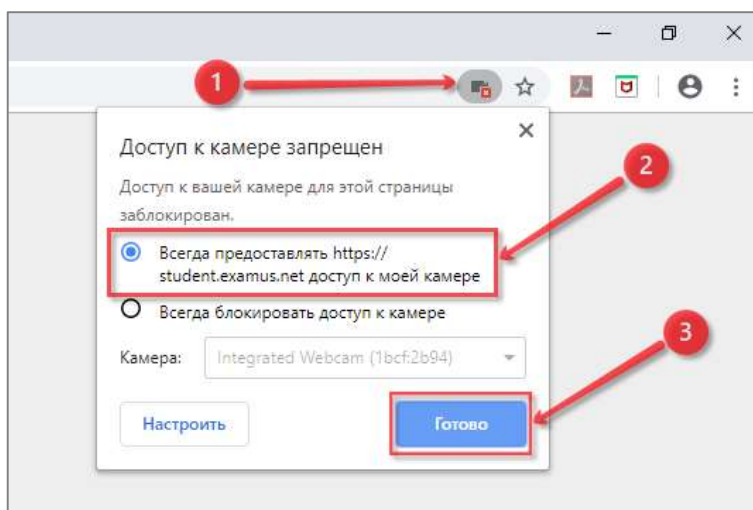 1
Доступ к камере запрещен
Доступ к вашей камере для этой страницы
заблокирован.
2
Всегда предоставлять https://
student.examus.net доступ к моей камере
Всегда блокировать доступ к камере
3
Камера: Integrated Webcam (1bcf:2b94)
Настроить Готово